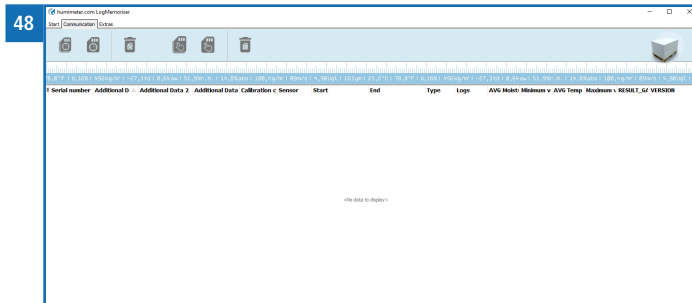 48
humimeter.com LogMemorizer
Start Communication Extras
Serial number Additional D Additional Data 2 Additional Data Calibration c Sensor Start End Type Logs AVG Moist: Minimum v AVG Temp Maximum v RESULT_GA VERSION
<No data to display>